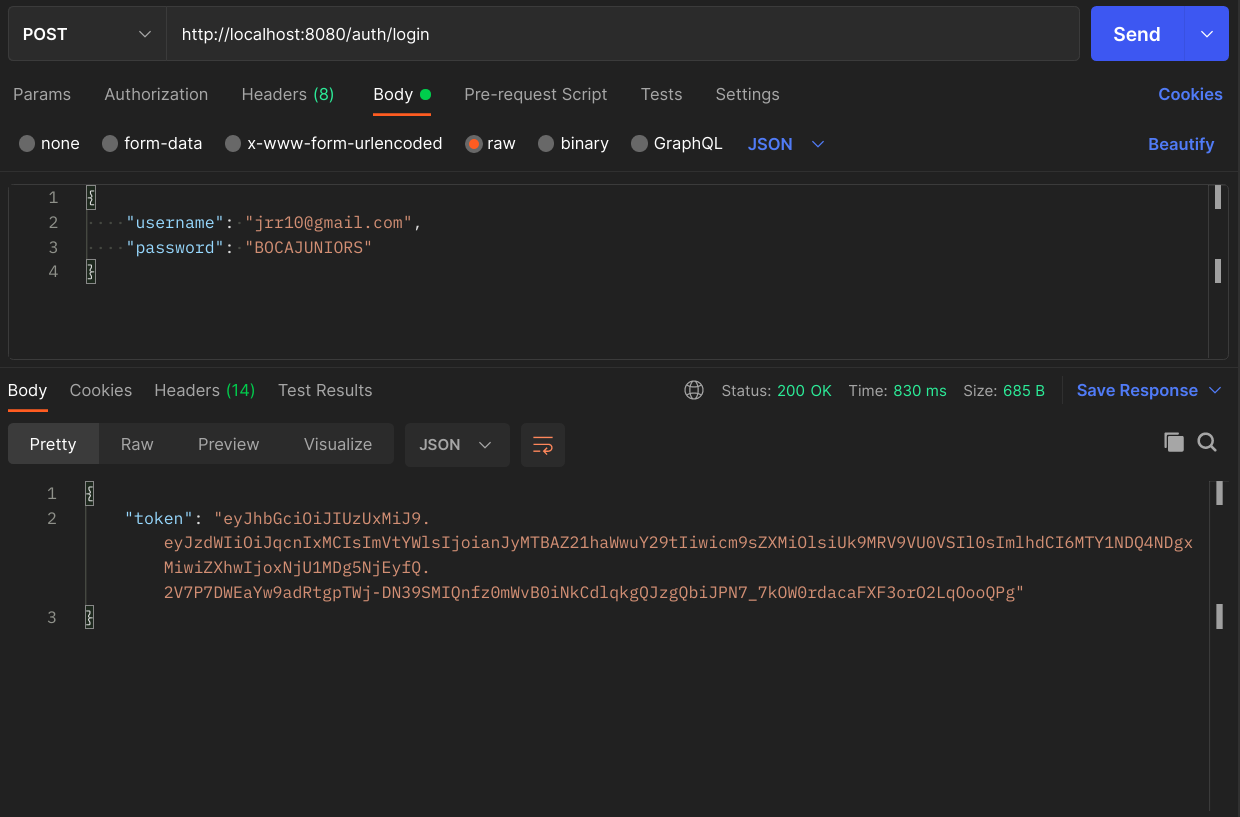 POST http://localhost:8080/auth/login Send
Params Authorization Headers (8) Body Pre-request Script Tests Settings Cookies
none form-data x-www-form-urlencoded raw binary GraphQL JSON Beautify
1 {
2 "username": "jrr10@gmail.com",
3 "password": "BOCAJUNIORS"
4 }
Body Cookies Headers (14) Test Results Status: 200 OK Time: 830 ms Size: 685 B Save Response
Pretty Raw Preview Visualize JSON
1 {
2 "token": "eyJhbGciOiJIUzUxMiJ9.
eyJzdWIiOiJqcnIxMCIsImVtYWlsIjoianJyMTBAZ21haWwuY29tIiwicm9sZXMiOlsiUk9MRV9VU0VSIl0sImlhdCI6MTY1NDQ4NDgx
MiwiZXhwIjoxNjU1MDg5NjEyfQ.
2V7P7DWEaYw9adRtgpTWj-DN39SMIQnfz0mWvB0iNkCdlqkgQJzgQbiJPN7_7kOW0rdacaFXF3orO2LqOooQPg"
3 }